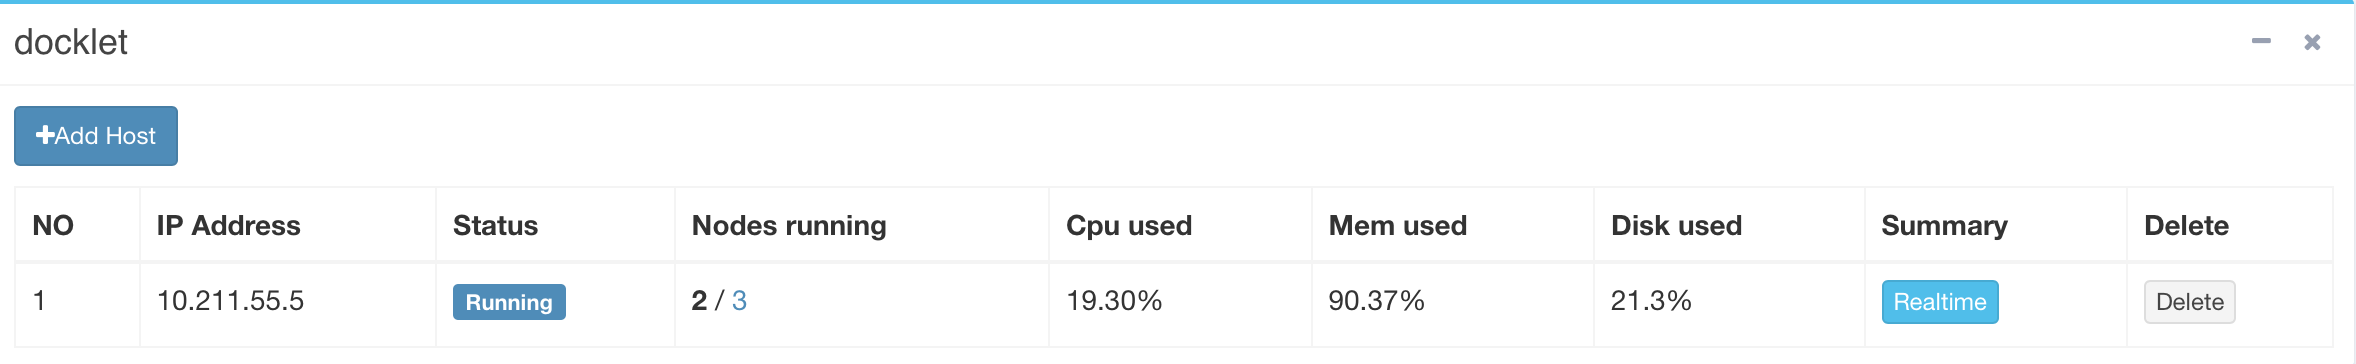 docklet
Add Host
NO IP Address Status Nodes running Cpu used Mem used Disk used Summary Delete
1 10.211.55.5 Running 2 / 3 19.30% 90.37% 21.3% Realtime Delete